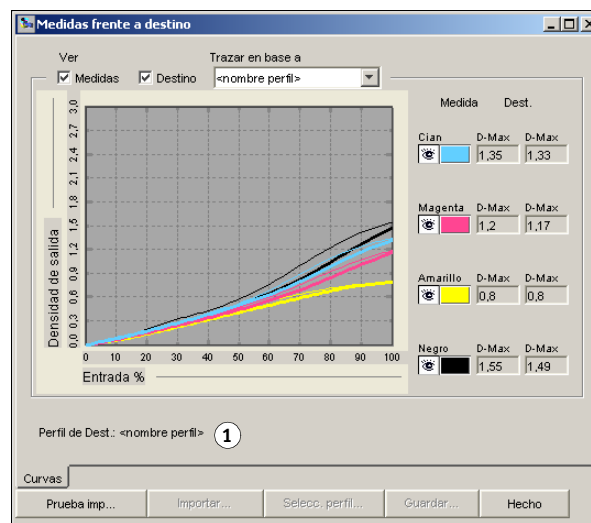 Medidas frente a destino
Ver
Trazar en base a
Medidas
Destino
<nombre perfil>
Medida Dest.
Densidad de salida
3,0
2,7
2,4
2,1
1,8
1,5
1,2
0,9
0,6
0,3
0,0
0 10 20 30 40 50 60 70 80 90 100
Entrada %
Cian D-Max D-Max
1,35 1,33
Magenta D-Max D-Max
1,2 1,17
Amarillo D-Max D-Max
0,8 0,8
Negro D-Max D-Max
1,55 1,49
Perfil de Dest.: <nombre perfil> 1
Curvas
Prueba imp... Importar... Selecc. perfil... Guardar... Hecho